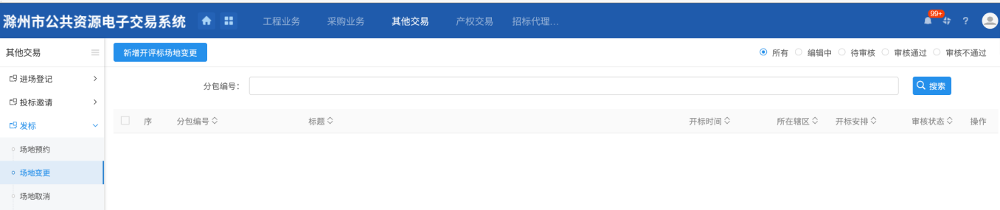 滁州市公共资源电子交易系统 工程业务 采购业务 其他交易 产权交易 招标代理... 99+ ?
其他交易 新增开评标场地变更 所有 编辑中 待审核 审核通过 审核不通过
进场登记
分包编号： 搜索
投标邀请
序 分包编号 标题 开标时间 所在辖区 开标安排 审核状态 操作
发标
场地预约
场地变更
场地取消